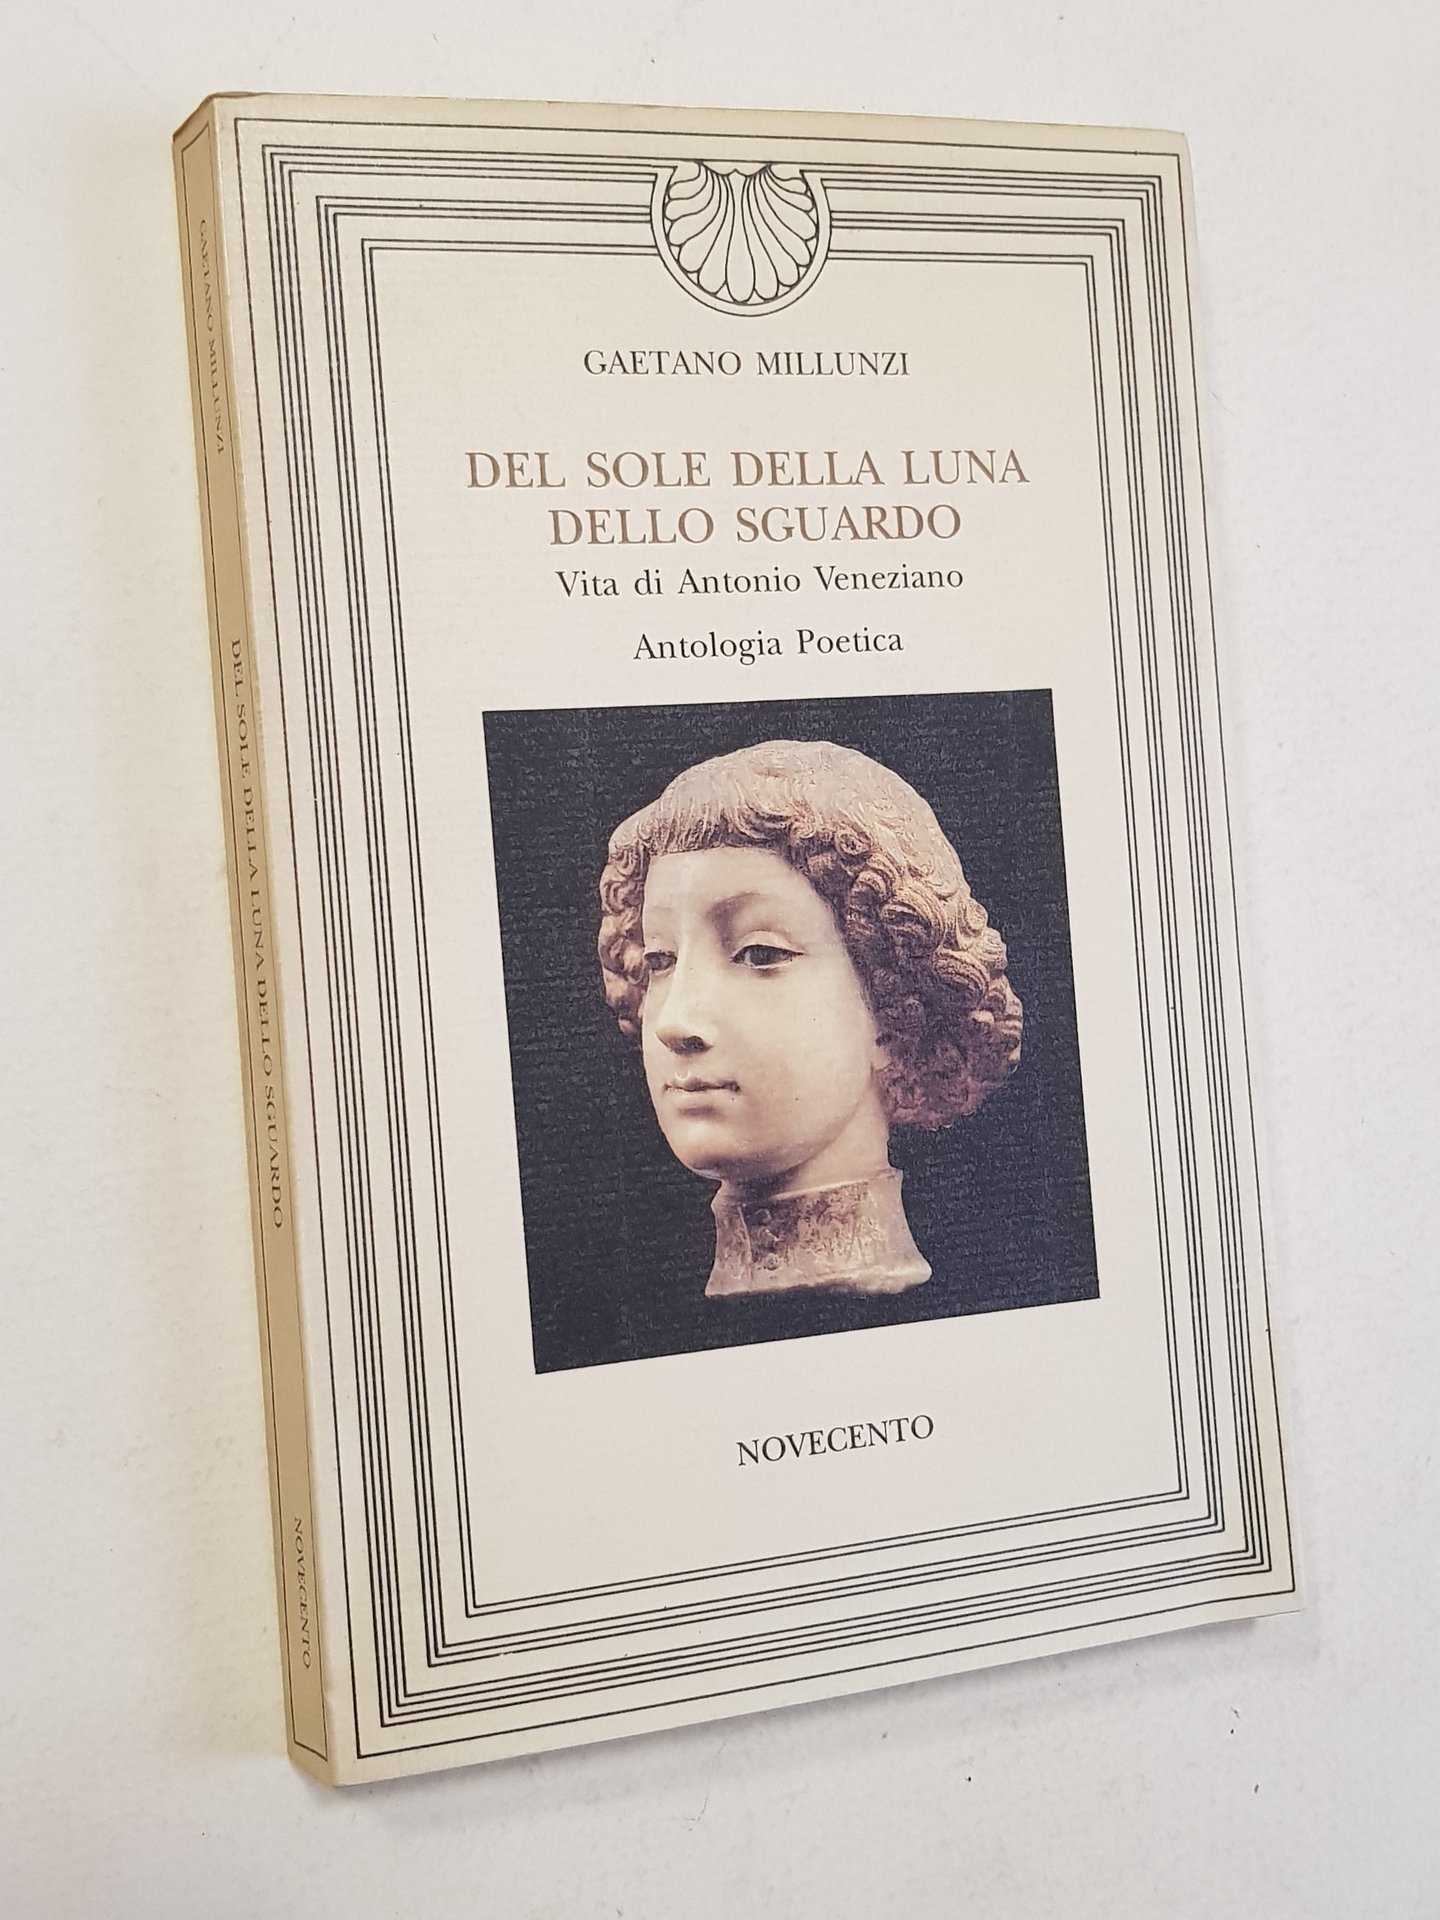 GAETANO MILLUNZI
DEL SOLE DELLA LUNA
DELLO SGUARDO
Vita di Antonio Veneziano
Antologia Poetica
NOVECENTO
GAETANO MILLUNZI
DEL SOLE DELLA LUNA DELLO SGUARDO
NOVECENTO